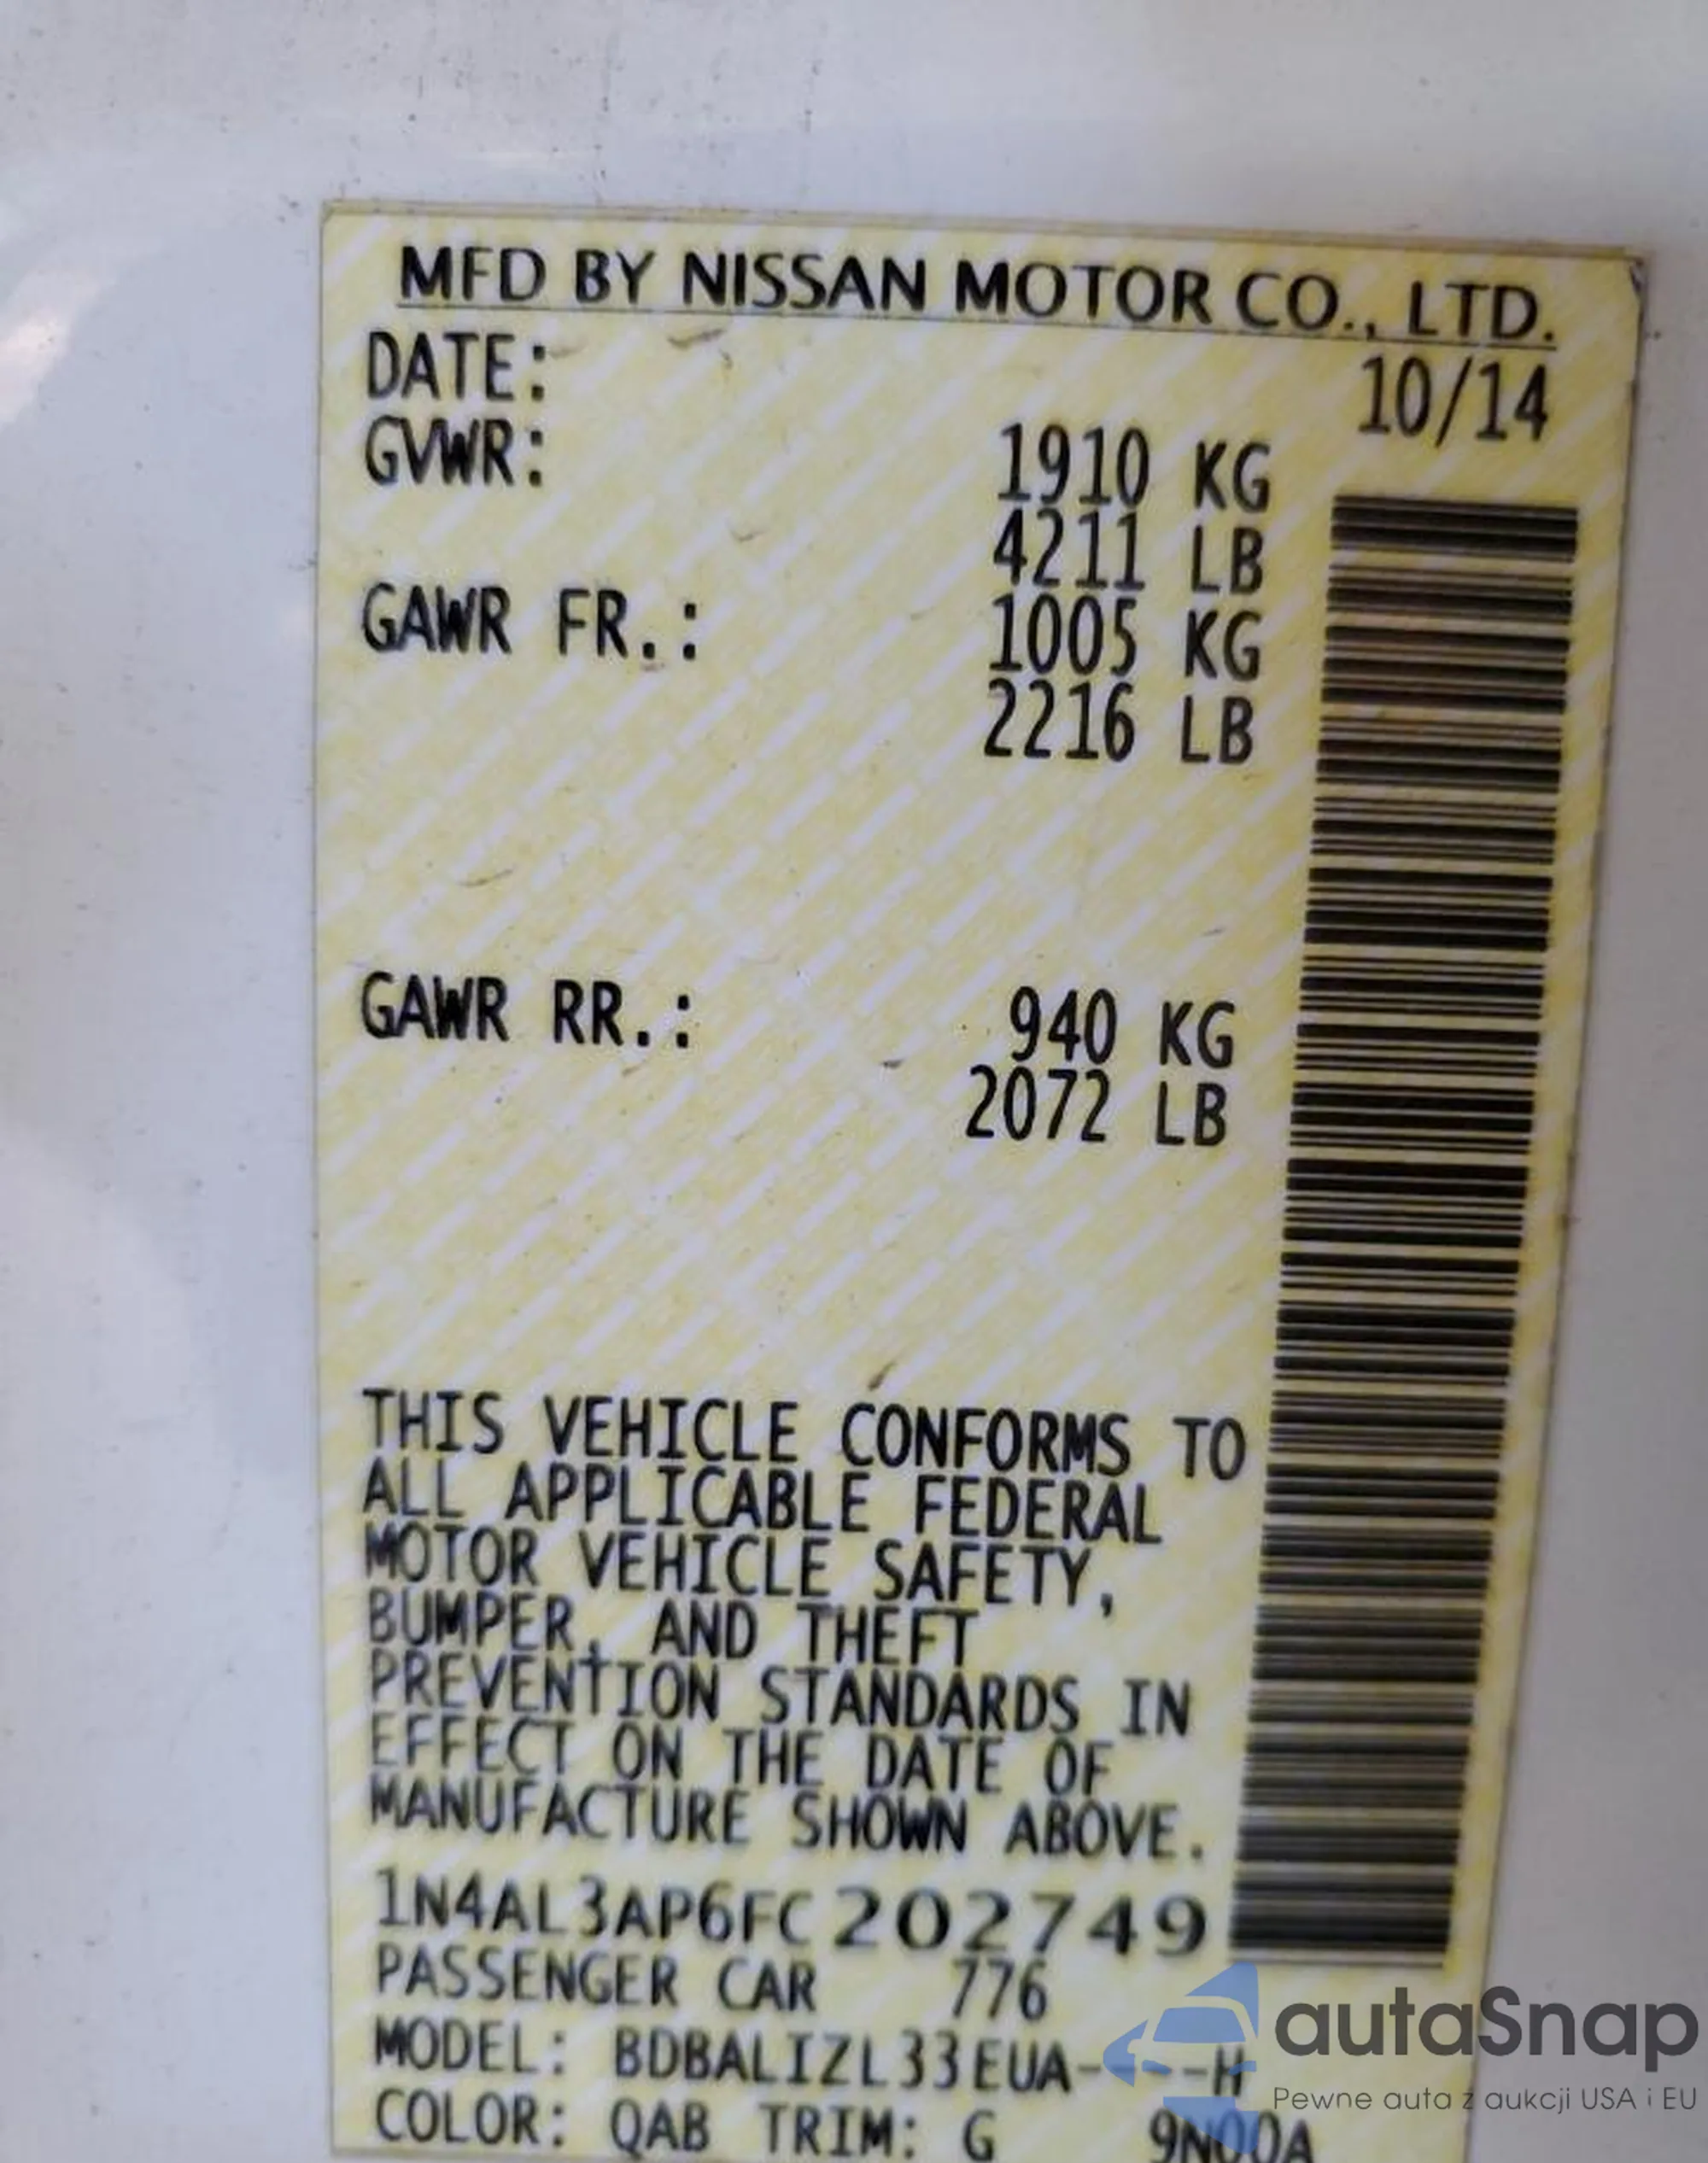 MFD BY NISSAN MOTOR CO., LTD.
DATE: 10/14
GVWR: 1910 KG
4211 LB
GAWR FR.: 1005 KG
2216 LB
GAWR RR.: 940 KG
2072 LB
THIS VEHICLE CONFORMS TO
ALL APPLICABLE FEDERAL
MOTOR VEHICLE SAFETY,
BUMPER, AND THEFT
PREVENTION STANDARDS IN
EFFECT ON THE DATE OF
MANUFACTURE SHOWN ABOVE.
1N4AL3AP6FC202749
PASSENGER CAR 776
MODEL: BDBALIZL33EUA----H
COLOR: QAB TRIM: G 9N00A
autaSnap
Pewne auta z aukcji USA i EU